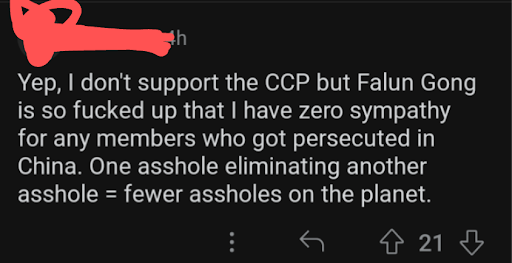 4h
Yep, I don't support the CCP but Falun Gong
is so fucked up that I have zero sympathy
for any members who got persecuted in
China. One asshole eliminating another
asshole = fewer assholes on the planet.
21